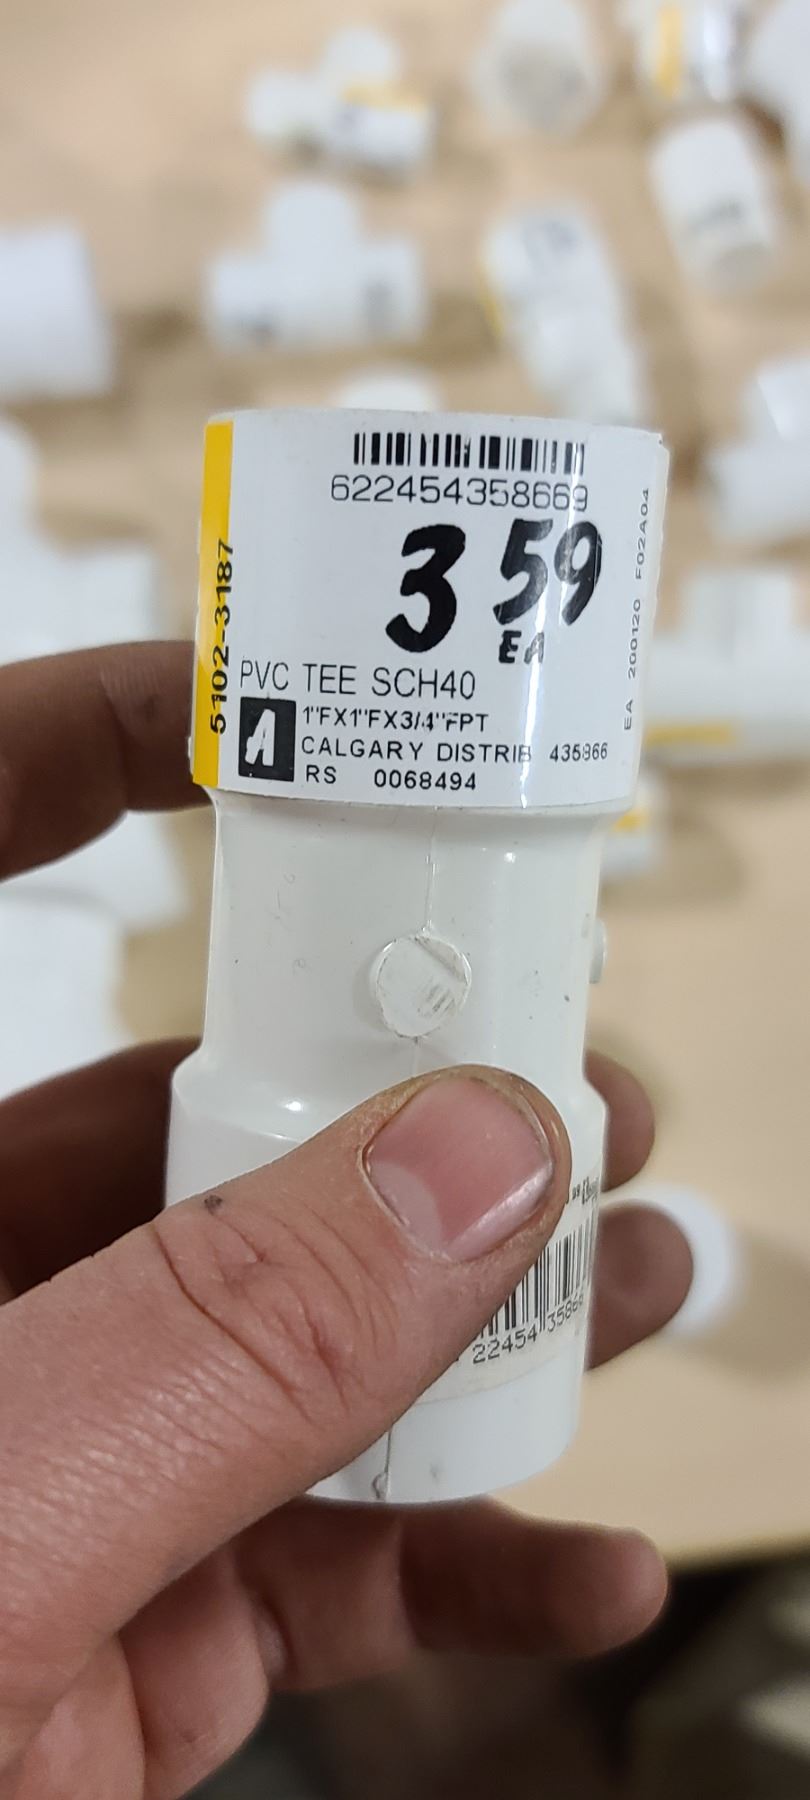 622454358669
3 59
EA
PVC TEE SCH40
1"FX1"FX3/4"FPT
CALGARY DISTRIB 435866
RS 0068494
5102-3187
EA 200120 F02A04
22454 3586